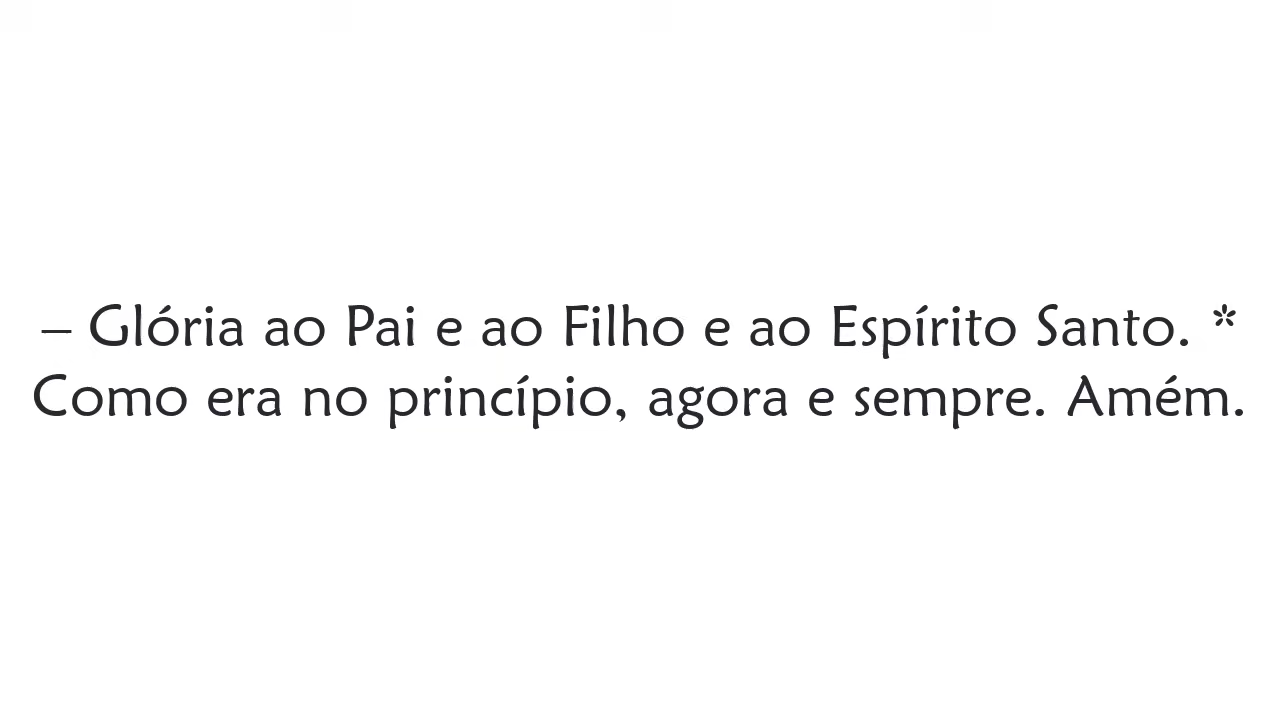 – Glória ao Pai e ao Filho e ao Espírito Santo. *
Como era no princípio, agora e sempre. Amém.